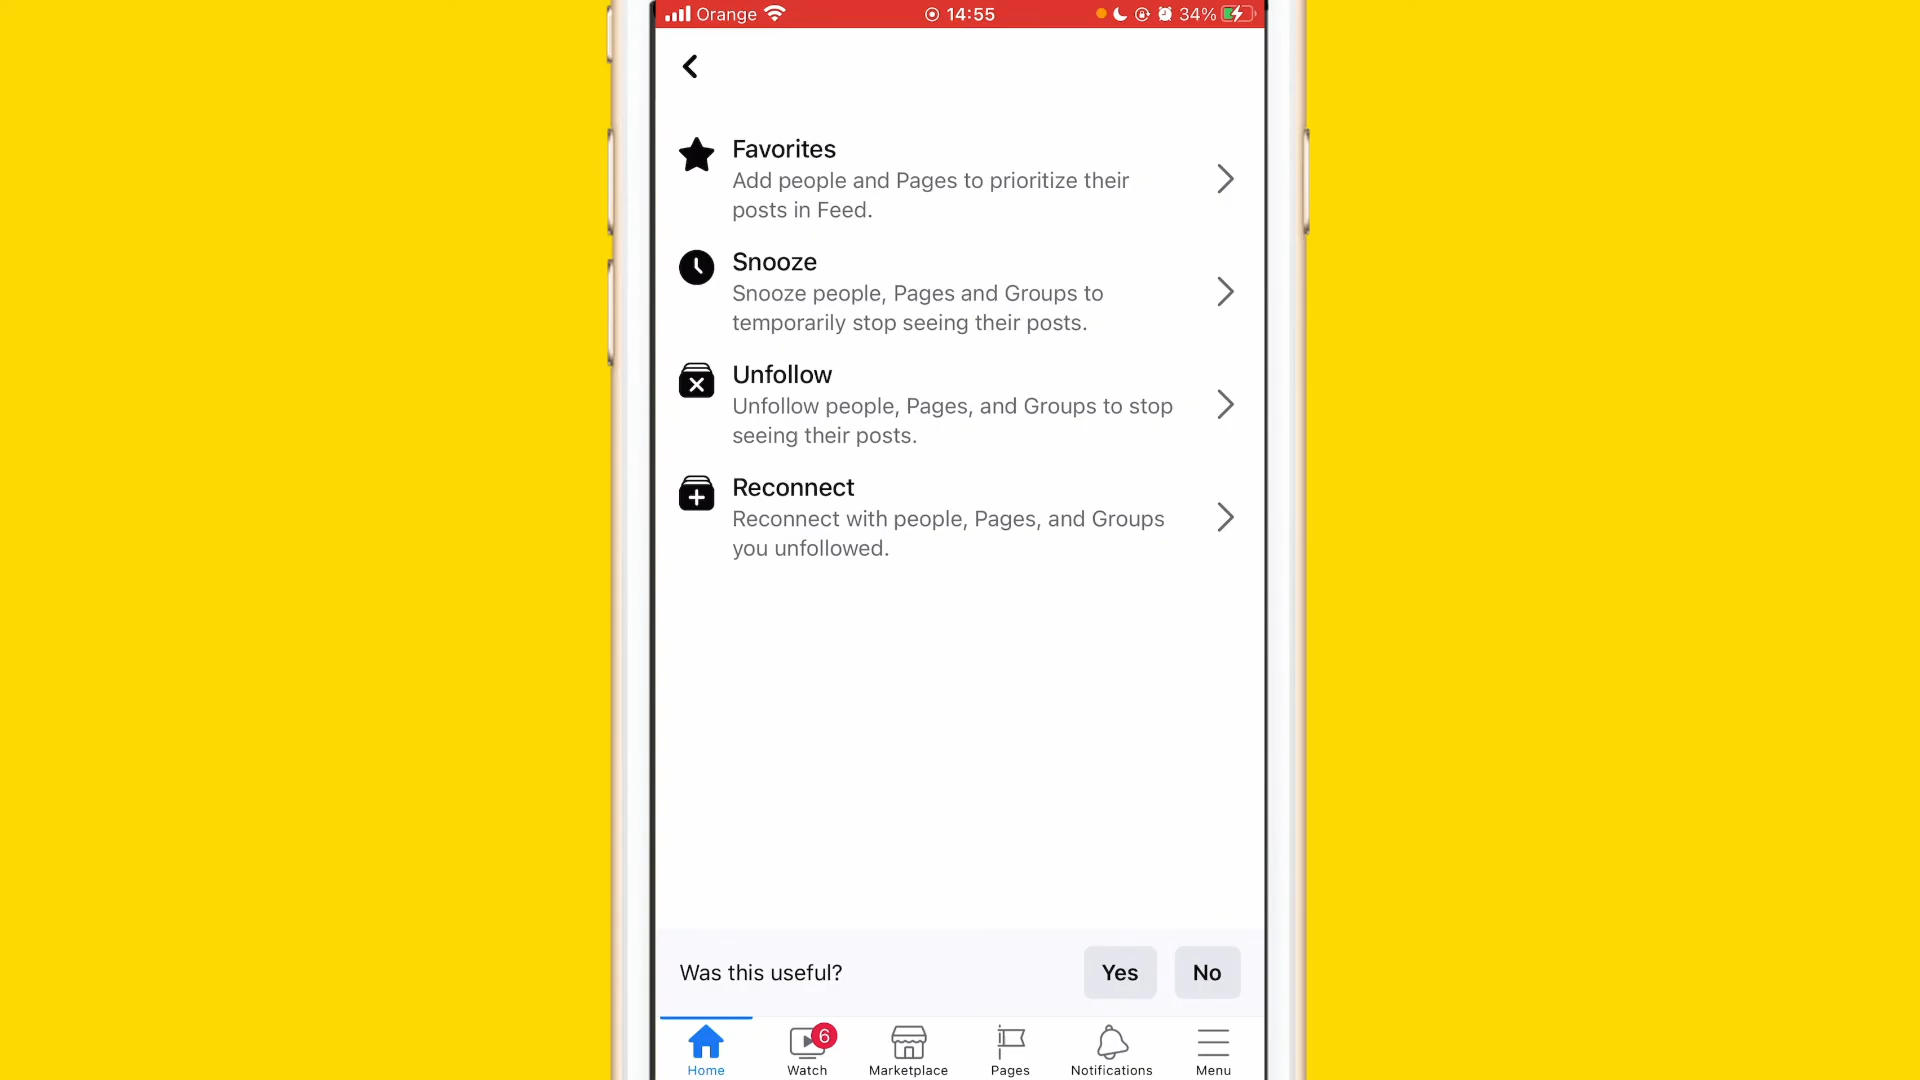 Orange 14:55 34%
Favorites
Add people and Pages to prioritize their
posts in Feed.
Snooze
Snooze people, Pages and Groups to
temporarily stop seeing their posts.
Unfollow
Unfollow people, Pages, and Groups to stop
seeing their posts.
Reconnect
Reconnect with people, Pages, and Groups
you unfollowed.
Was this useful? Yes No
6
Home Watch Marketplace Pages Notifications Menu